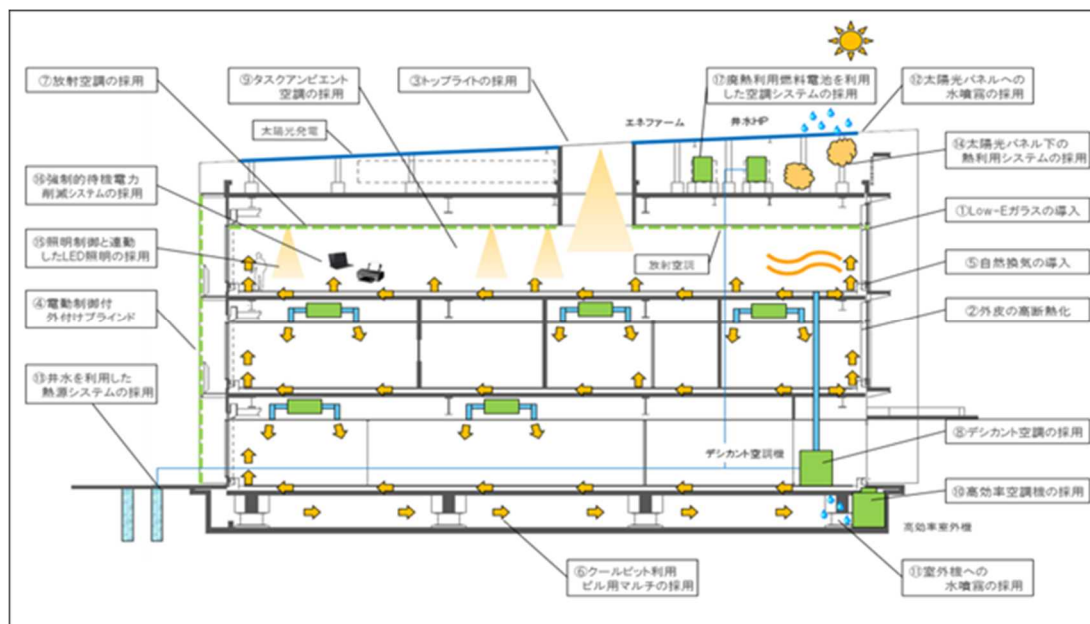 ⑦放射空調の採用
⑨タスクアンビエント
空調の採用
③トップライトの採用
⑰廃熱利用燃料電池を利用
した空調システムの採用
⑫太陽光パネルへの
水噴霧の採用
太陽光発電
エネファーム
井水HP
⑭太陽光パネル下の
熱利用システムの採用
⑯強制的待機電力
削減システムの採用
①Low-Eガラスの導入
⑮照明制御と連動
したLED照明の採用
放射空調
⑤自然換気の導入
④電動制御付
外付けブラインド
②外皮の高断熱化
⑬井水を利用した
熱源システムの採用
デシカント空調機
⑧デシカント空調の採用
⑩高効率空調機の採用
高効率室外機
⑥クールピット利用
ビル用マルチの採用
⑪室外機への
水噴霧の採用